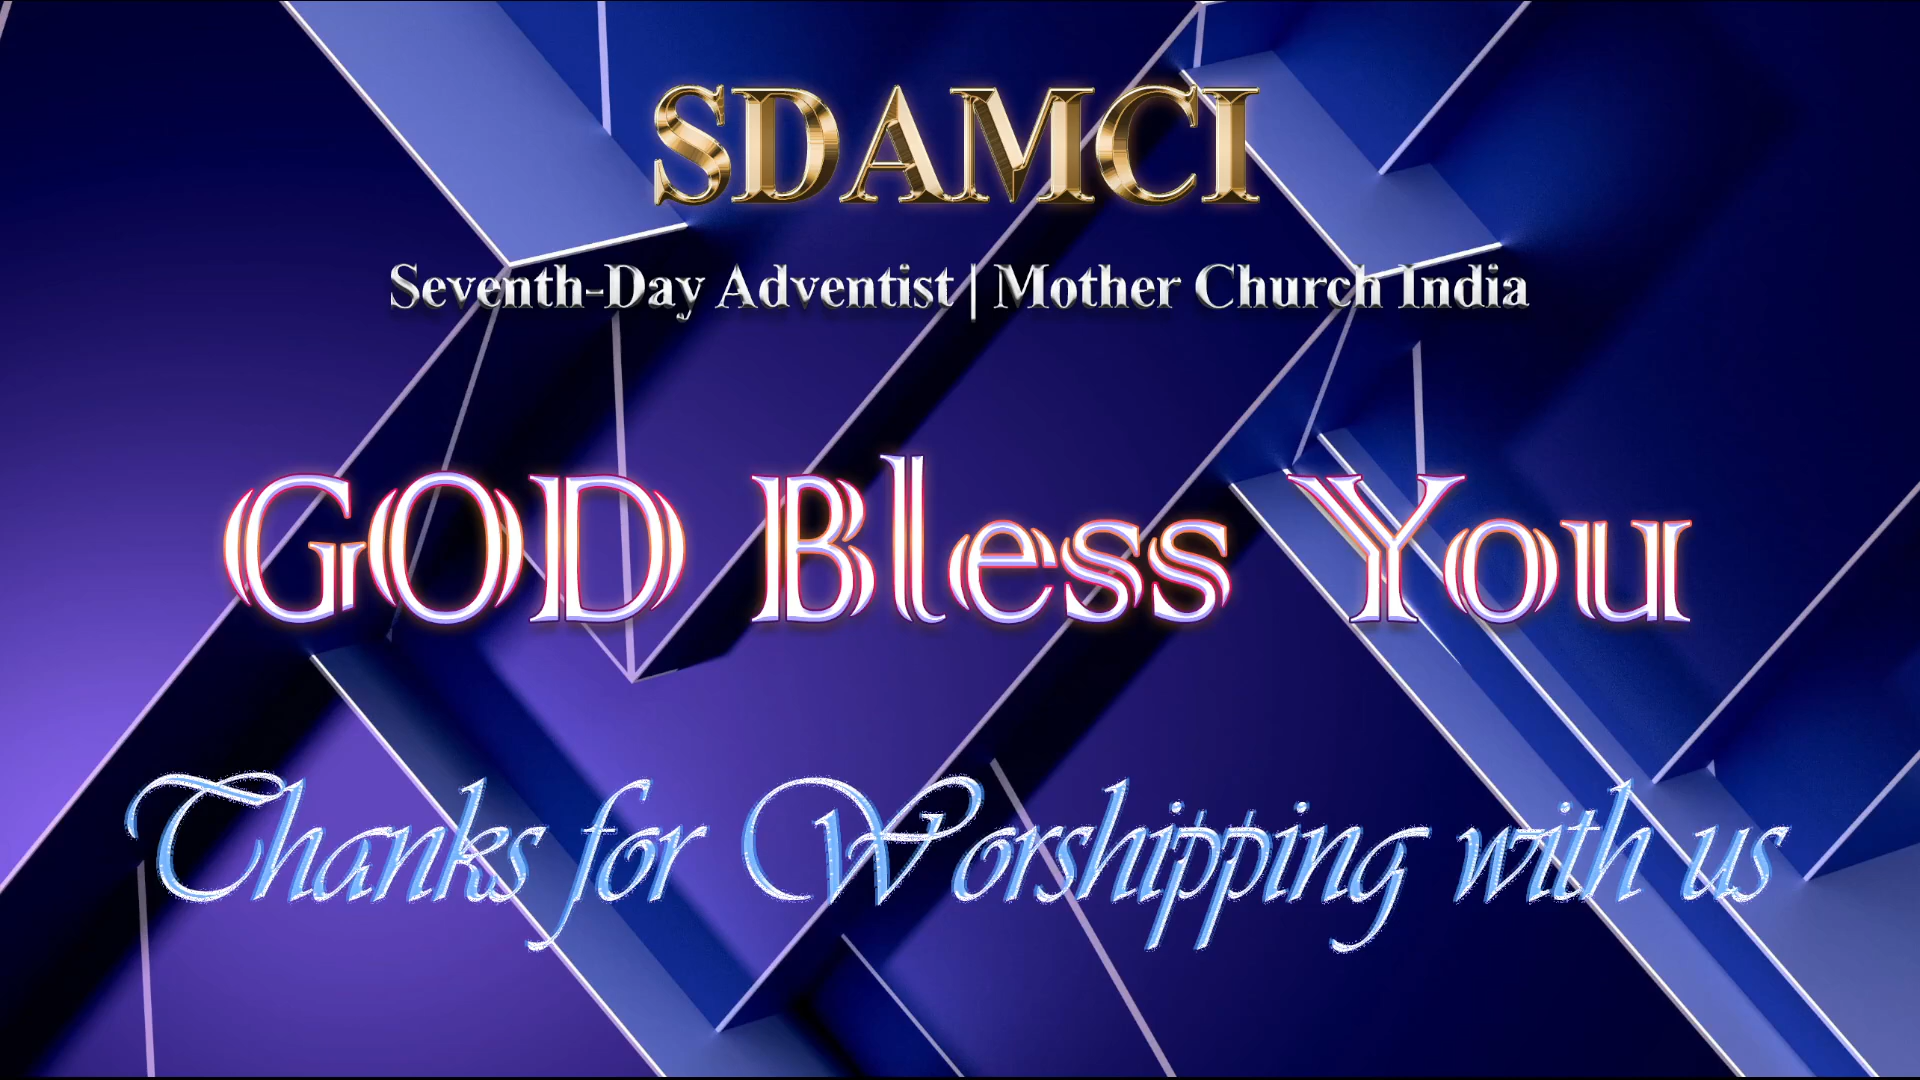 SDAMCI
Seventh-Day Adventist | Mother Church India
GOD Bless You
Thanks for Worshipping with us